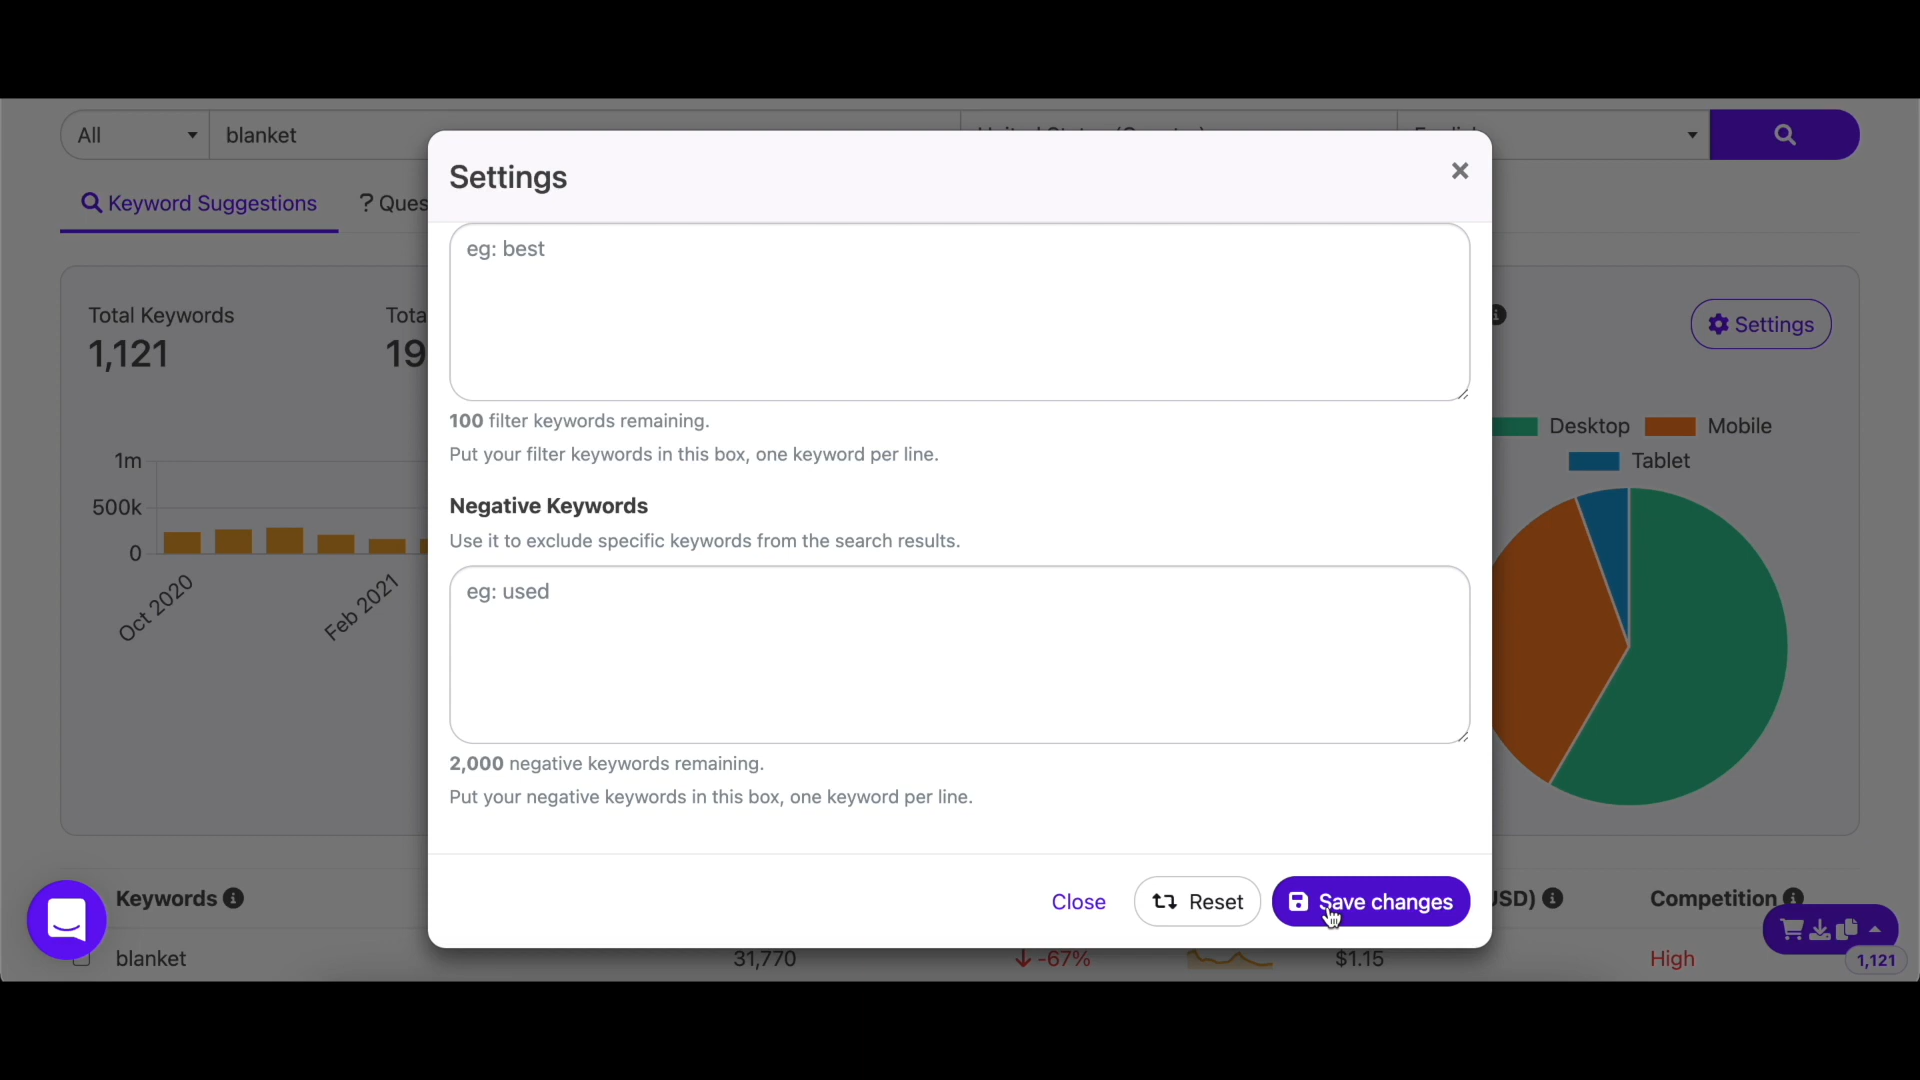 All
blanket
Settings
Keyword Suggestions
? Ques
eg: best
Total Keywords
Tota
1,121
19
Settings
100 filter keywords remaining.
Put your filter keywords in this box, one keyword per line.
Desktop
Mobile
Tablet
1m
500k
0
Oct 2020
Feb 2021
Negative Keywords
Use it to exclude specific keywords from the search results.
eg: used
2,000 negative keywords remaining.
Put your negative keywords in this box, one keyword per line.
Close
Reset
Save changes
Keywords
SD)
Competition
blanket
31,770
-67%
$1.15
High
1,121